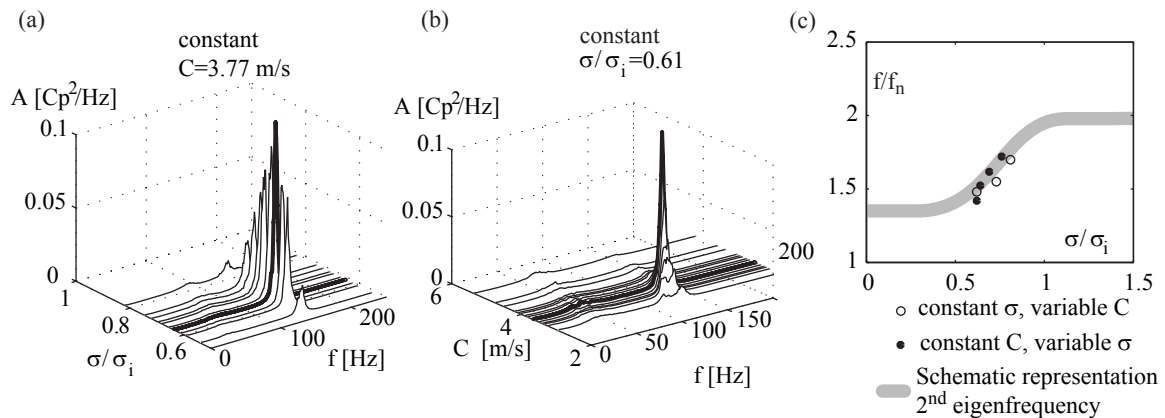 (a)
constant
C=3.77 m/s
A [Cp²/Hz]
0.1
0.05
0
1
0.8
0.6
σ/σᵢ
0
100
200
f [Hz]
(b)
constant
σ/σᵢ=0.61
A [Cp²/Hz]
0.1
0.05
0
6
4
2
C [m/s]
0
50
100
150
200
f [Hz]
(c)
2.5
f/fₙ
2
1.5
1
σ/σᵢ
0
0.5
1
1.5
constant σ, variable C
constant C, variable σ
Schematic representation
2ⁿᵈ eigenfrequency